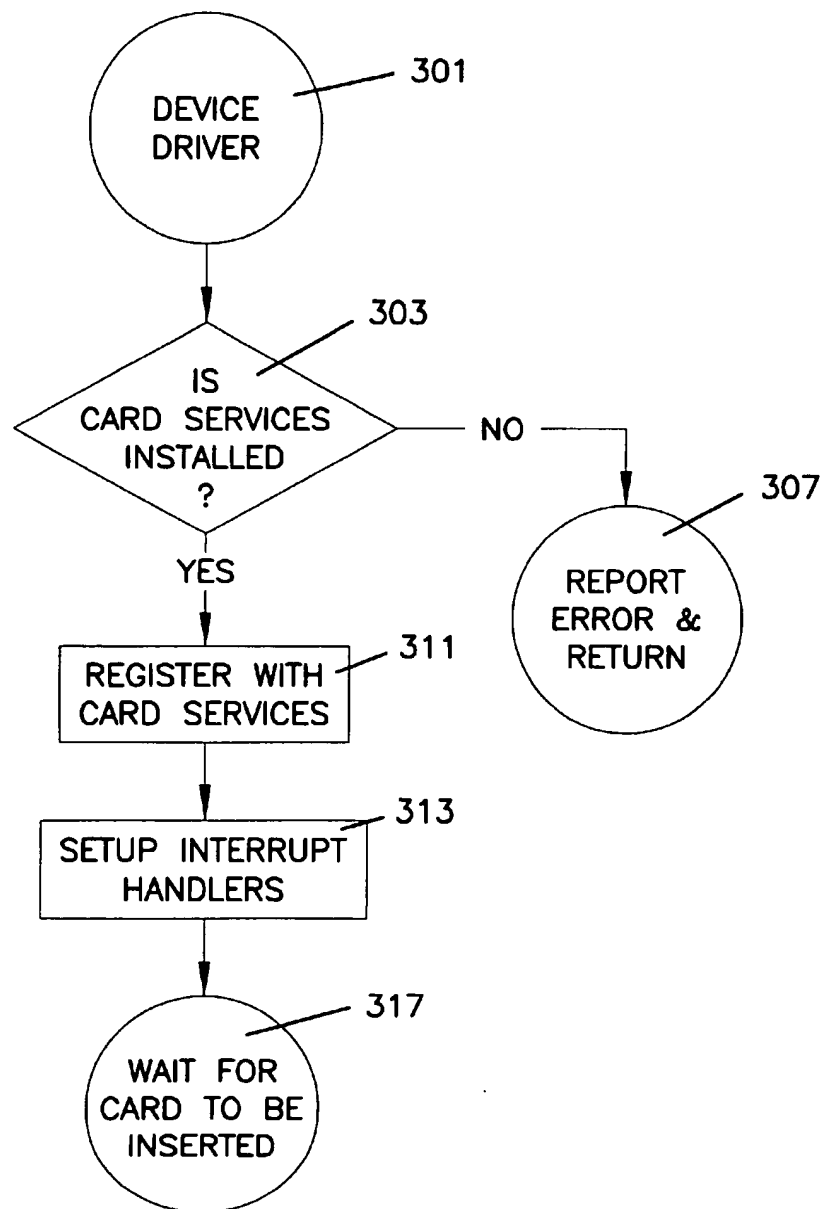 301
DEVICE
DRIVER
303
IS
CARD SERVICES
INSTALLED
?
NO
307
YES
REPORT
ERROR &
RETURN
311
REGISTER WITH
CARD SERVICES
313
SETUP INTERRUPT
HANDLERS
317
WAIT FOR
CARD TO BE
INSERTED